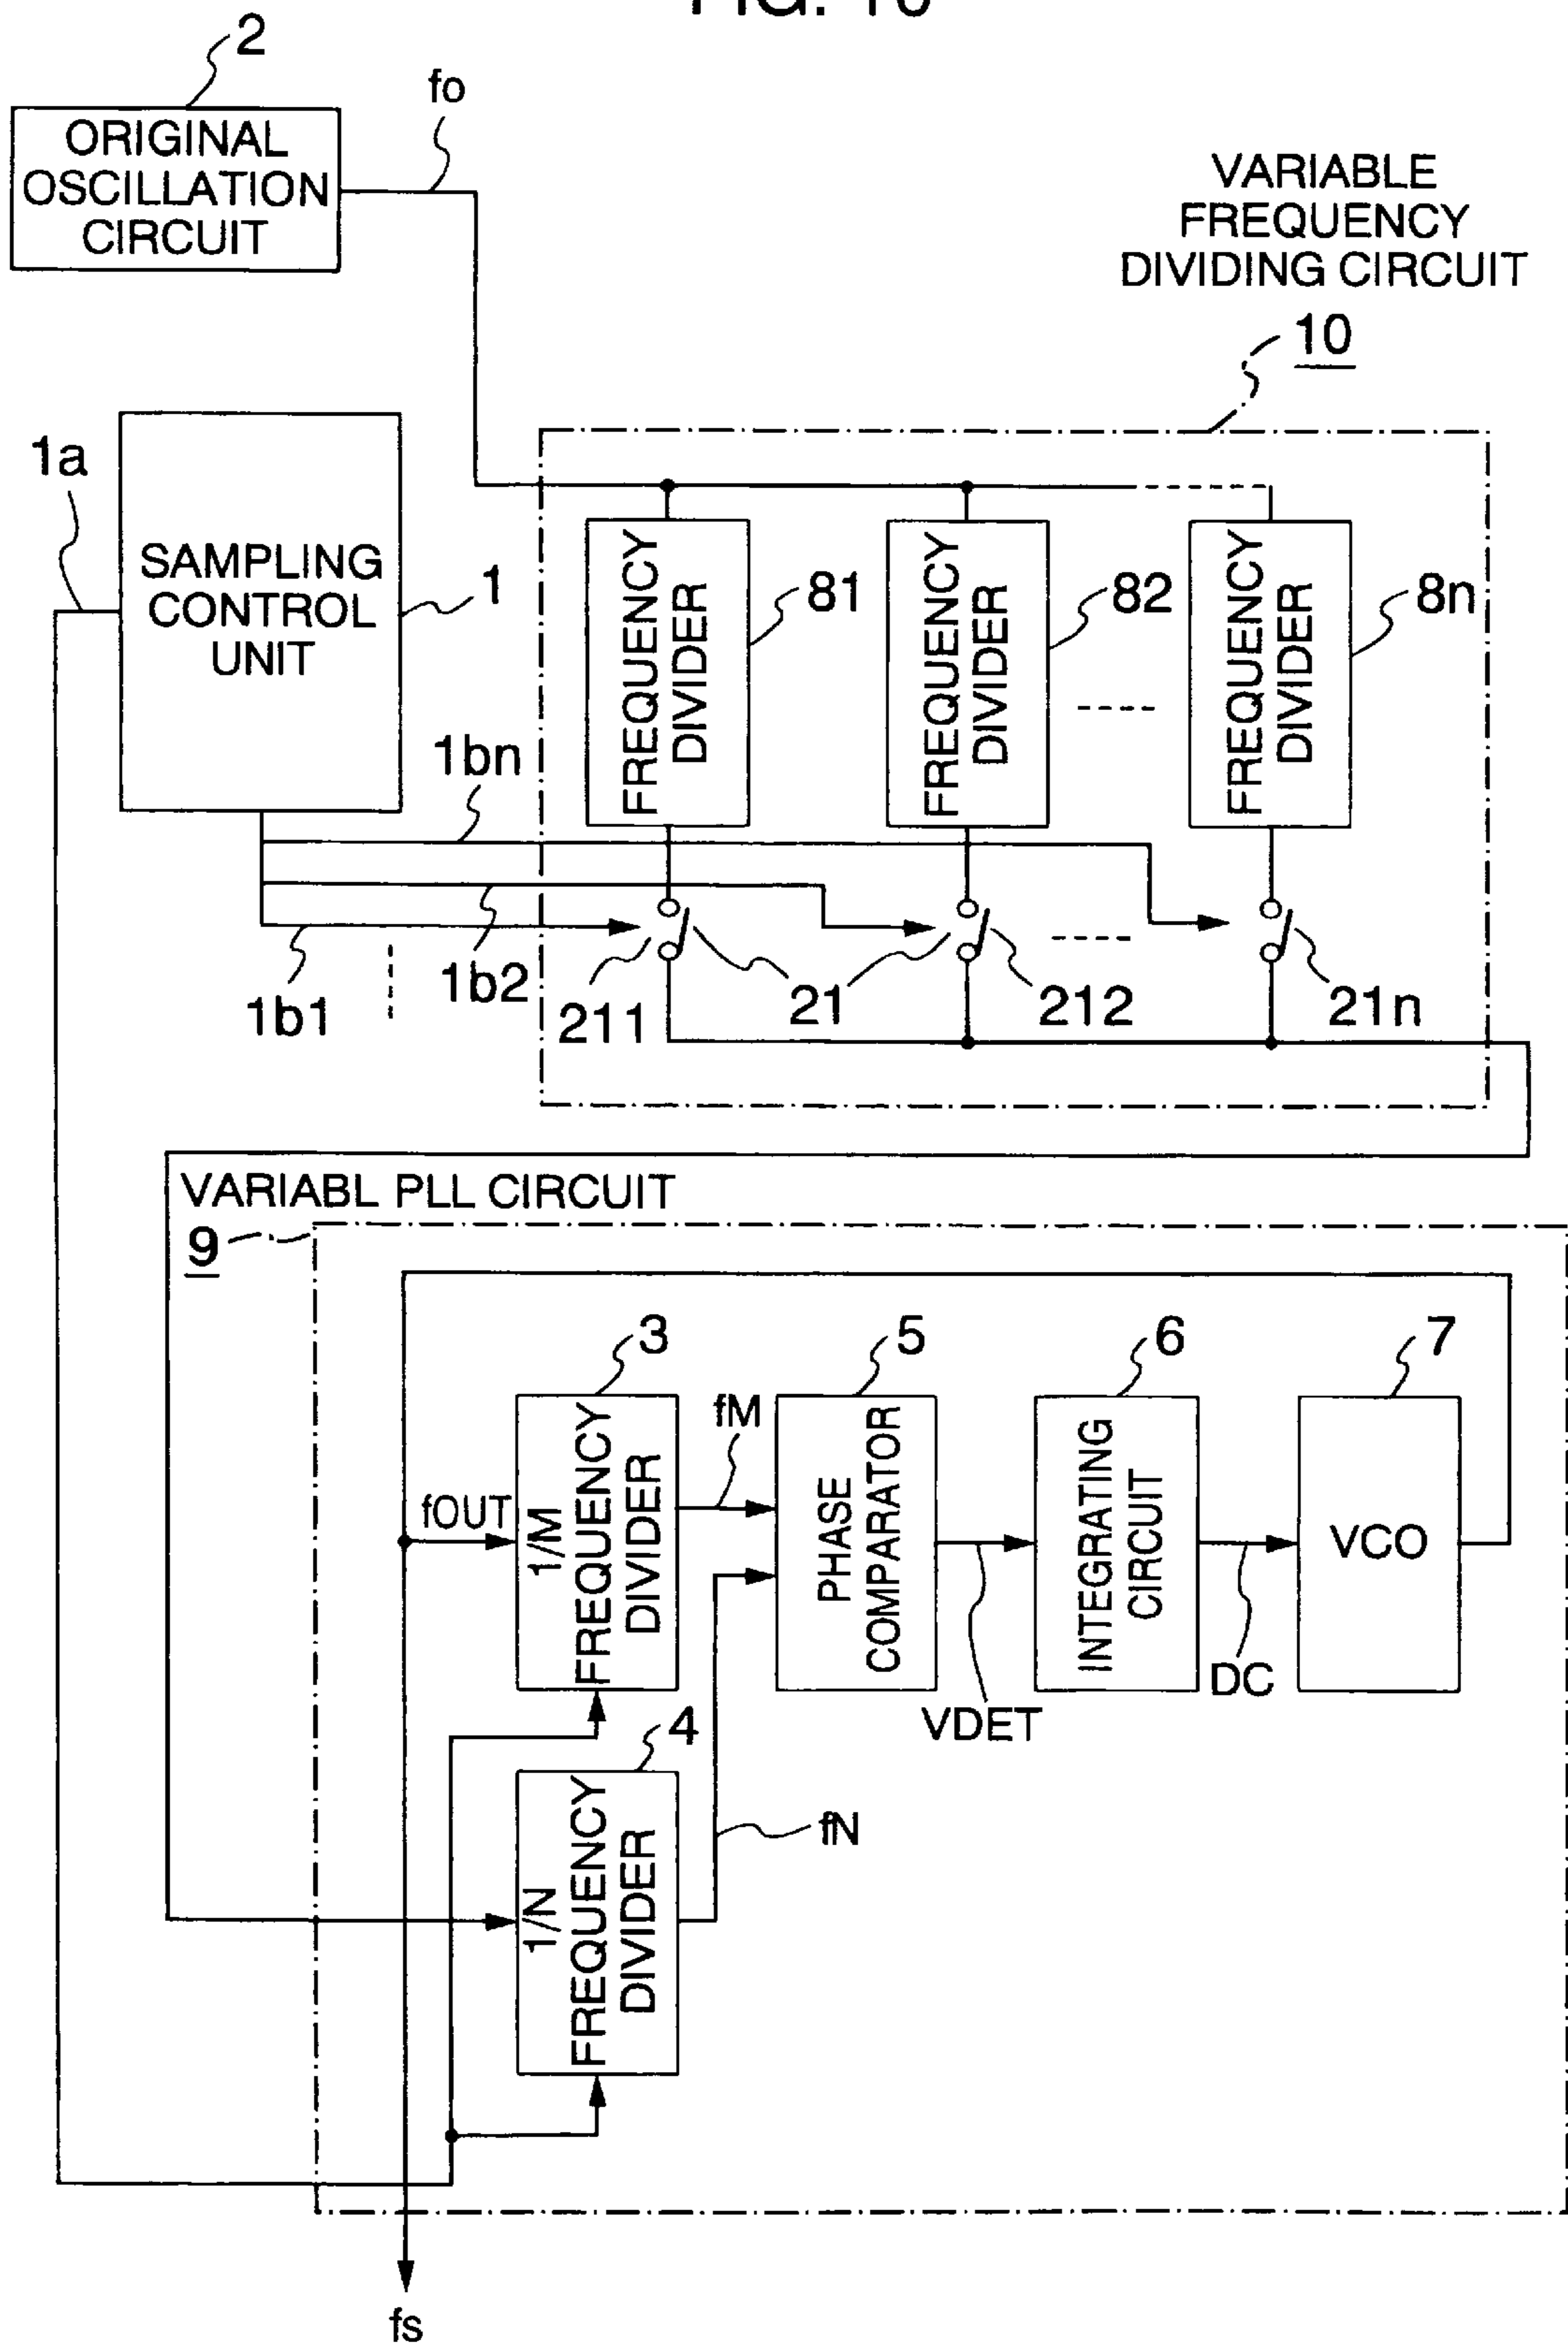 2
fo
ORIGINAL
OSCILLATION
CIRCUIT
VARIABLE
FREQUENCY
DIVIDING CIRCUIT
10
1a
SAMPLING
CONTROL
UNIT
1
FREQUENCY
DIVIDER
81
FREQUENCY
DIVIDER
82
FREQUENCY
DIVIDER
8n
1bn
1b2
1b1
211
21
212
21n
VARIABL PLL CIRCUIT
9
3
5
6
7
fOUT
1/M
FREQUENCY
DIVIDER
fM
PHASE
COMPARATOR
INTEGRATING
CIRCUIT
VCO
VDET
DC
4
1/N
FREQUENCY
DIVIDER
fN
fs